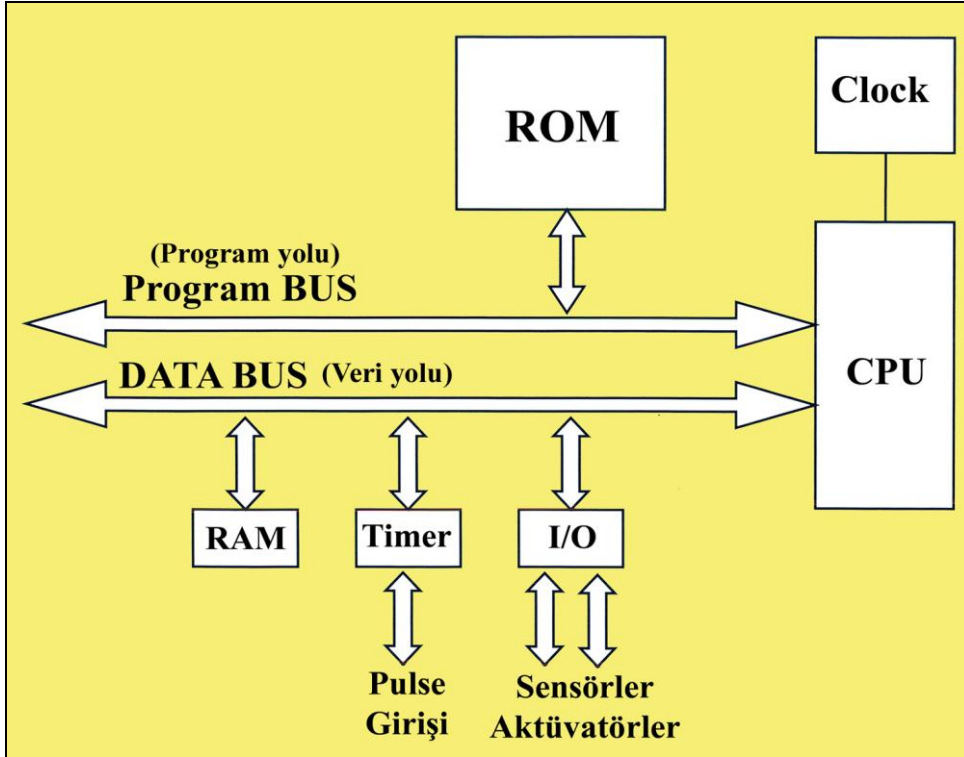 ROM
Clock
(Program yolu)
Program BUS
DATA BUS (Veri yolu)
CPU
RAM
Timer
I/O
Pulse
Girişi
Sensörler
Aktüvatörler